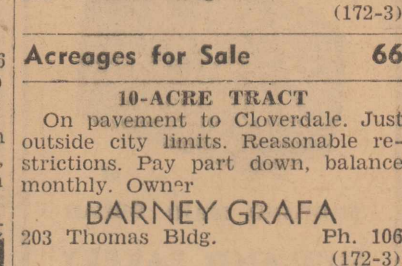 (172-3)
Acreages for Sale 66
10-ACRE TRACT
On pavement to Cloverdale. Just
outside city limits. Reasonable re-
strictions. Pay part down, balance
monthly. Owner
BARNEY GRAFA
203 Thomas Bldg. Ph. 106
(172-3)